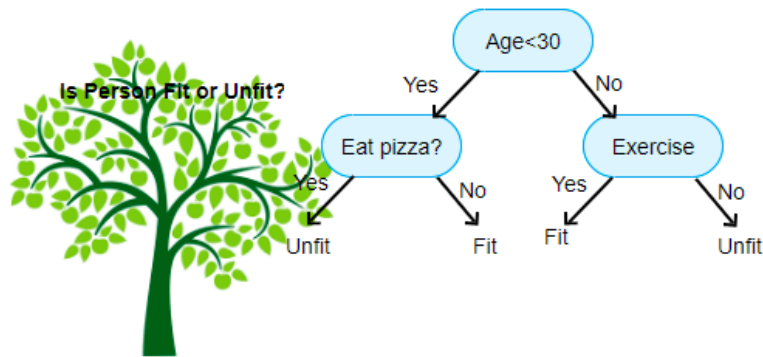 Is Person Fit or Unfit?
Age<30
Yes
No
Eat pizza?
Exercise
Yes
No
Yes
No
Unfit
Fit
Fit
Unfit